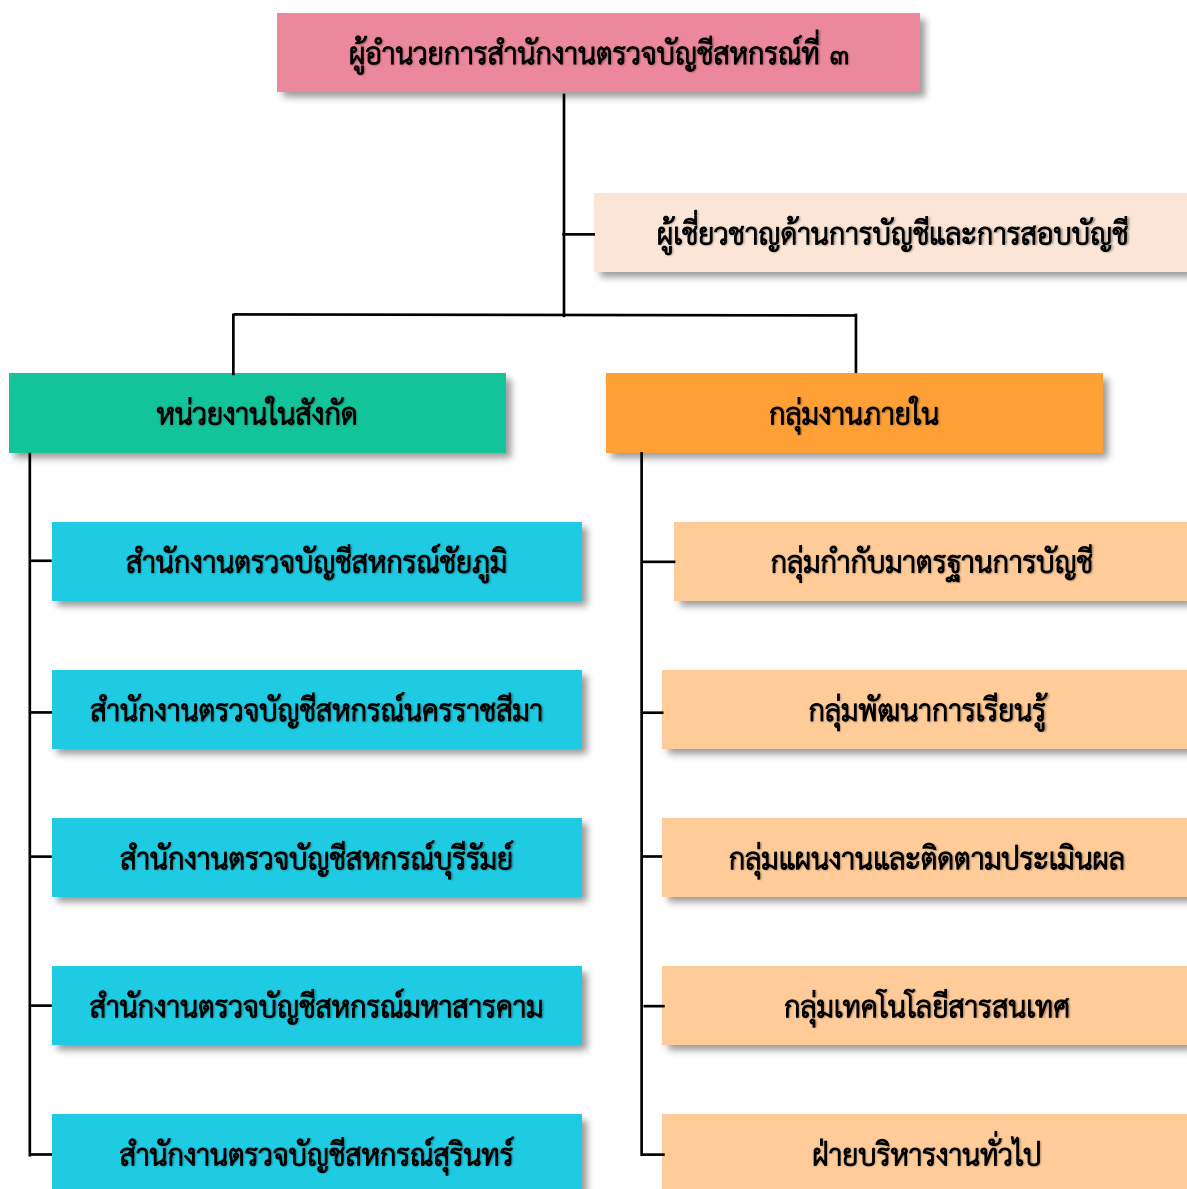 ผู้อำนวยการสำนักงานตรวจบัญชีสหกรณ์ที่ ๓
ผู้เชี่ยวชาญด้านการบัญชีและการสอบบัญชี
หน่วยงานในสังกัด
กลุ่มงานภายใน
สำนักงานตรวจบัญชีสหกรณ์ชัยภูมิ
กลุ่มกำกับมาตรฐานการบัญชี
สำนักงานตรวจบัญชีสหกรณ์นครราชสีมา
กลุ่มพัฒนาการเรียนรู้
สำนักงานตรวจบัญชีสหกรณ์บุรีรัมย์
กลุ่มแผนงานและติดตามประเมินผล
สำนักงานตรวจบัญชีสหกรณ์มหาสารคาม
กลุ่มเทคโนโลยีสารสนเทศ
สำนักงานตรวจบัญชีสหกรณ์สุรินทร์
ฝ่ายบริหารงานทั่วไป